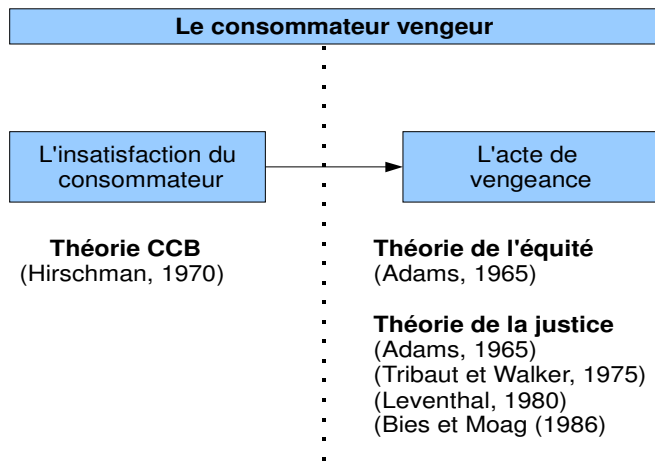 Le consommateur vengeur
L'insatisfaction du
consommateur
L'acte de
vengeance
Théorie CCB
(Hirschman, 1970)
Théorie de l'équité
(Adams, 1965)
Théorie de la justice
(Adams, 1965)
(Tribaut et Walker, 1975)
(Leventhal, 1980)
(Bies et Moag (1986)